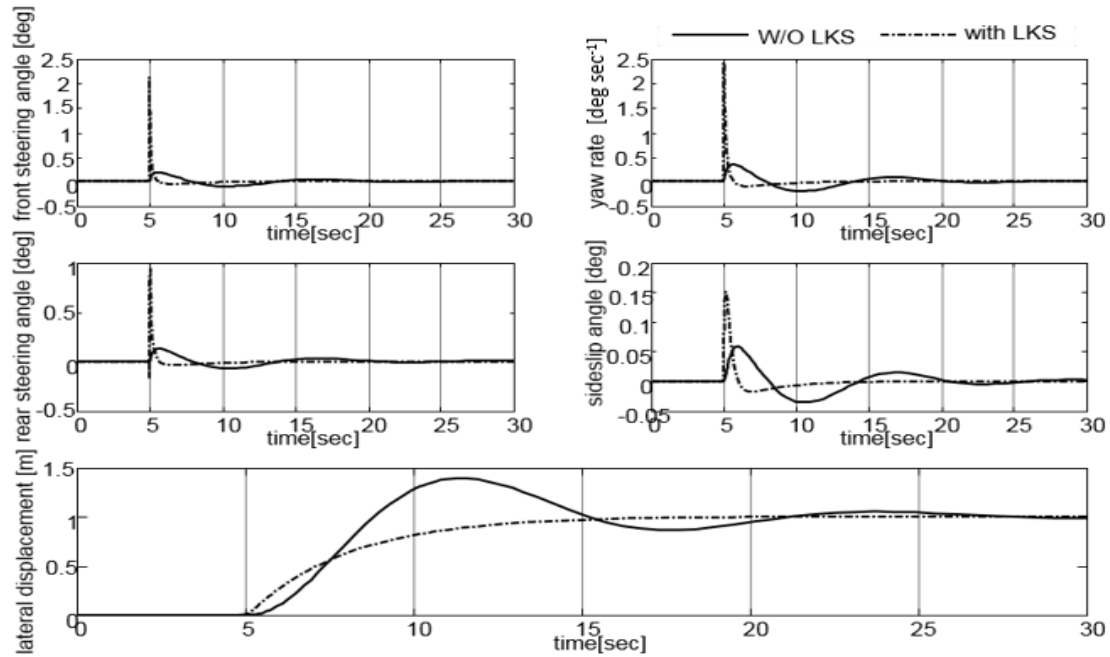 W/O LKS with LKS
front steering angle [deg]
2.5
2
1.5
1
0.5
0
-0.5
0 5 10 15 20 25 30
time[sec]
yaw rate [deg sec-1]
2.5
2
1.5
1
0.5
0
-0.5
0 5 10 15 20 25 30
time[sec]
rear steering angle [deg]
1
0.5
0
-0.5
0 5 10 15 20 25 30
time[sec]
sideslip angle [deg]
0.2
0.15
0.1
0.05
0
-0.05
0 5 10 15 20 25 30
time[sec]
lateral displacement [m]
1.5
1
0.5
0
0 5 10 15 20 25 30
time[sec]